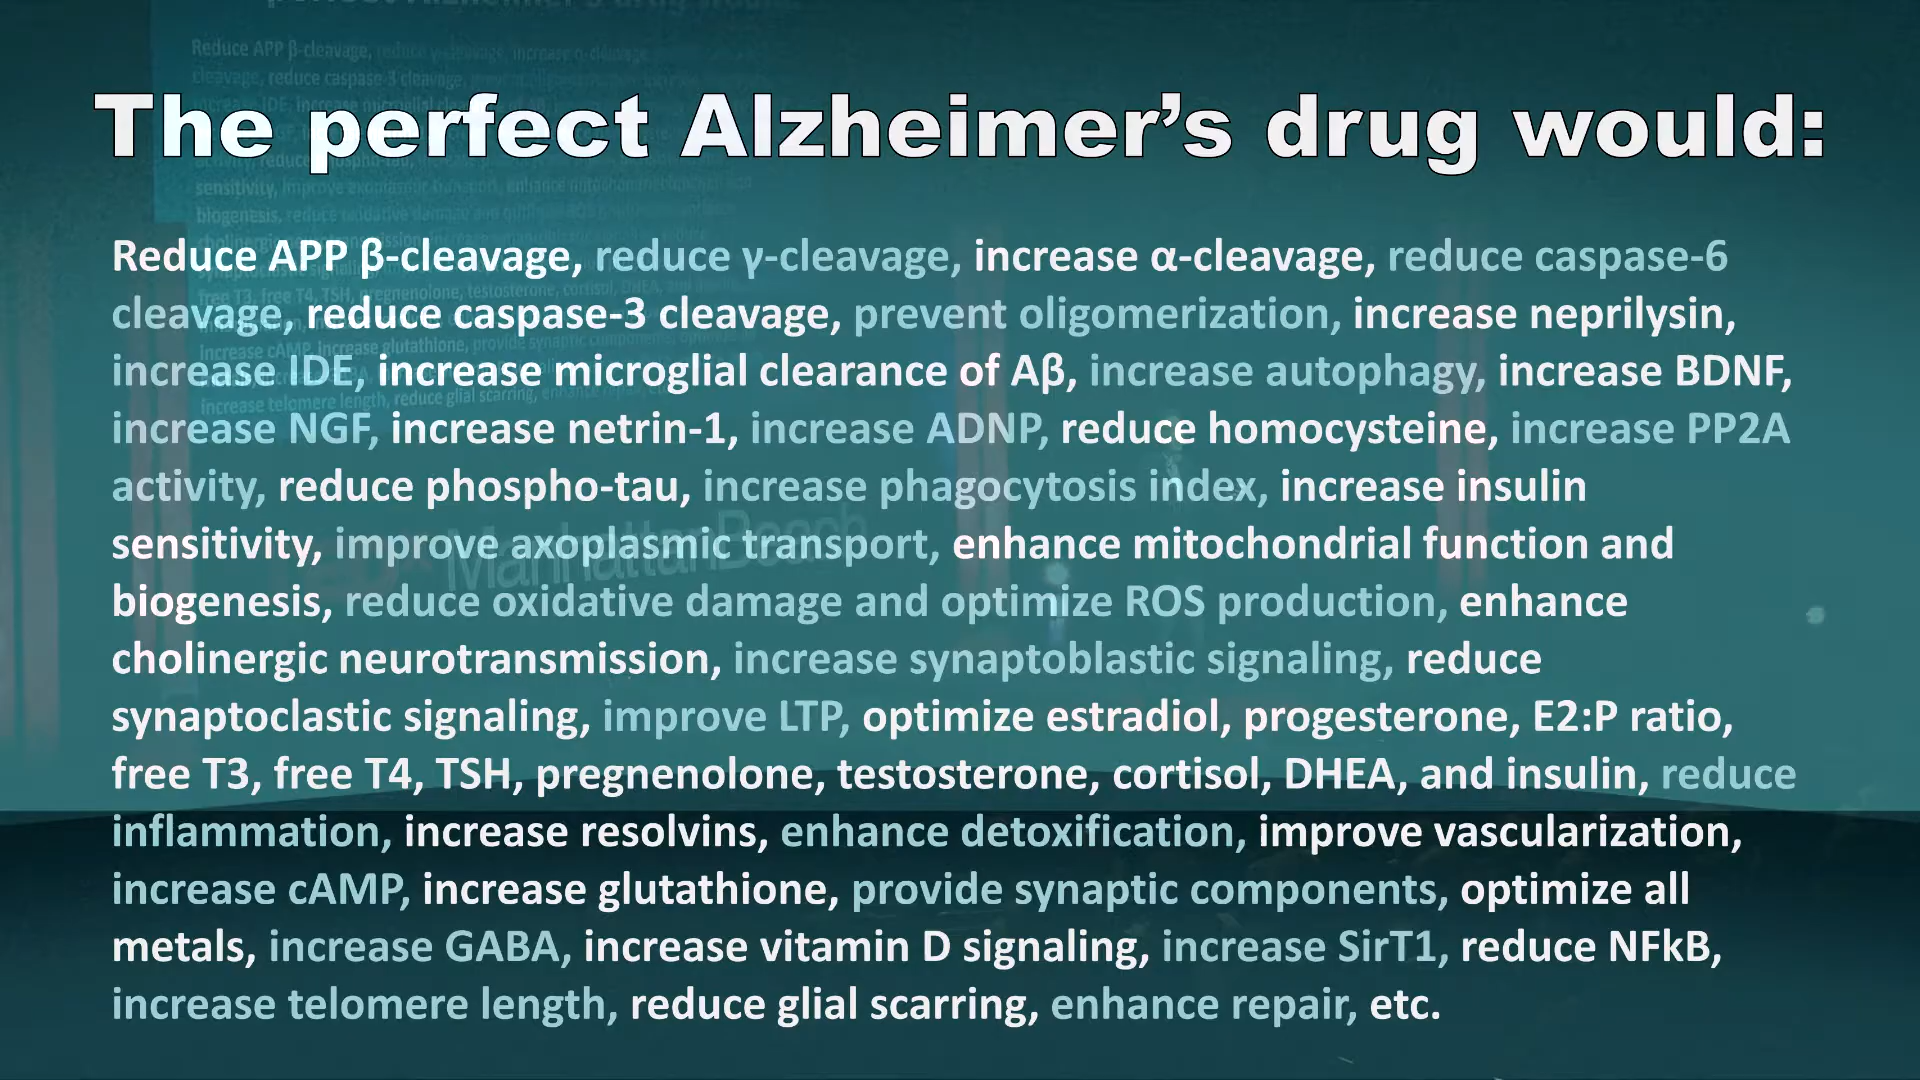 The perfect Alzheimer’s drug would:
Reduce APP β-cleavage, reduce γ-cleavage, increase α-cleavage, reduce caspase-6
cleavage, reduce caspase-3 cleavage, prevent oligomerization, increase neprilysin,
increase IDE, increase microglial clearance of Aβ, increase autophagy, increase BDNF,
increase NGF, increase netrin-1, increase ADNP, reduce homocysteine, increase PP2A
activity, reduce phospho-tau, increase phagocytosis index, increase insulin
sensitivity, improve axoplasmic transport, enhance mitochondrial function and
biogenesis, reduce oxidative damage and optimize ROS production, enhance
cholinergic neurotransmission, increase synaptoblastic signaling, reduce
synaptoclastic signaling, improve LTP, optimize estradiol, progesterone, E2:P ratio,
free T3, free T4, TSH, pregnenolone, testosterone, cortisol, DHEA, and insulin, reduce
inflammation, increase resolvins, enhance detoxification, improve vascularization,
increase cAMP, increase glutathione, provide synaptic components, optimize all
metals, increase GABA, increase vitamin D signaling, increase SirT1, reduce NFkB,
increase telomere length, reduce glial scarring, enhance repair, etc.
ManhattanBeach